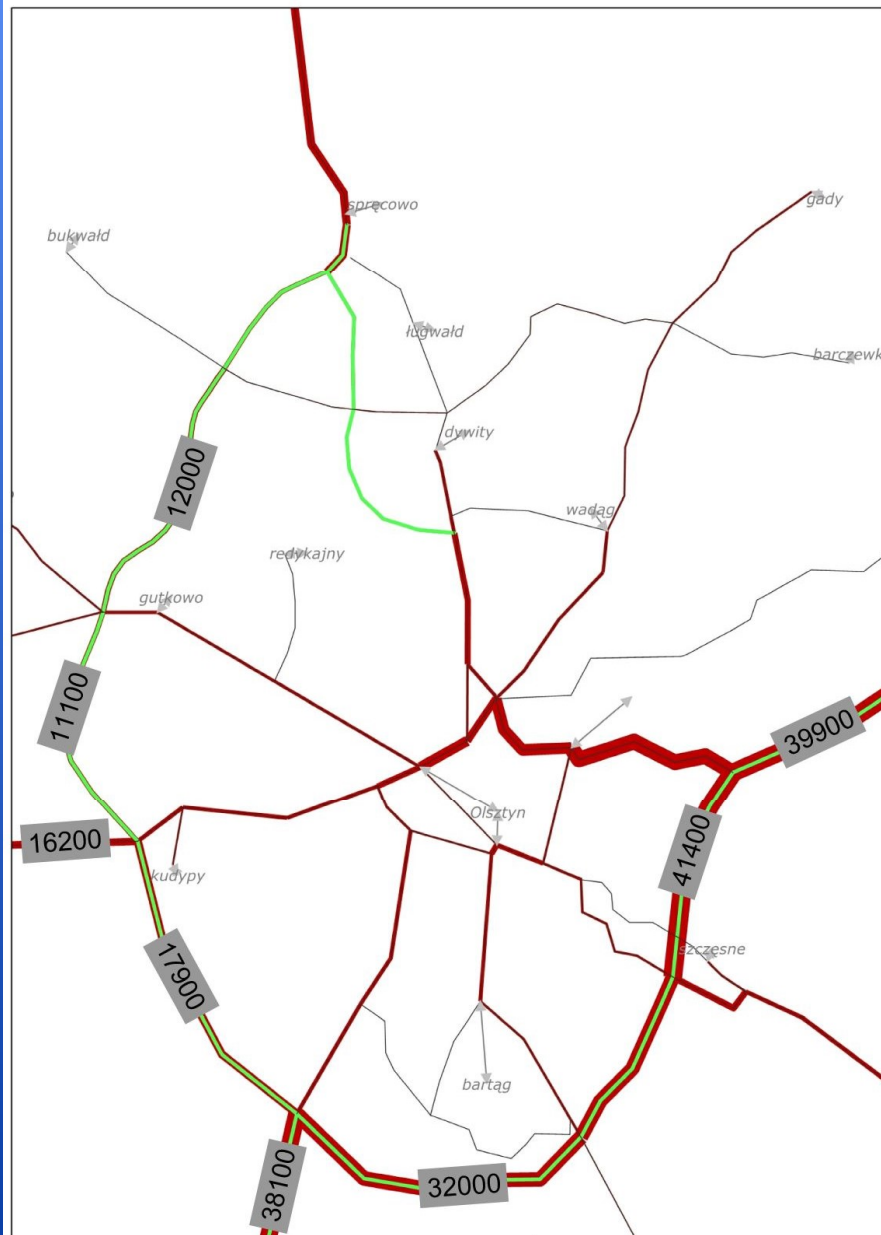 spręcowo
gady
bukwałd
ługwałd
barczewk
dywity
12000
wadąg
redykajny
gutkowo
11100
39900
Olsztyn
16200
41400
kudypy
szczęsne
17900
bartąg
38100
32000